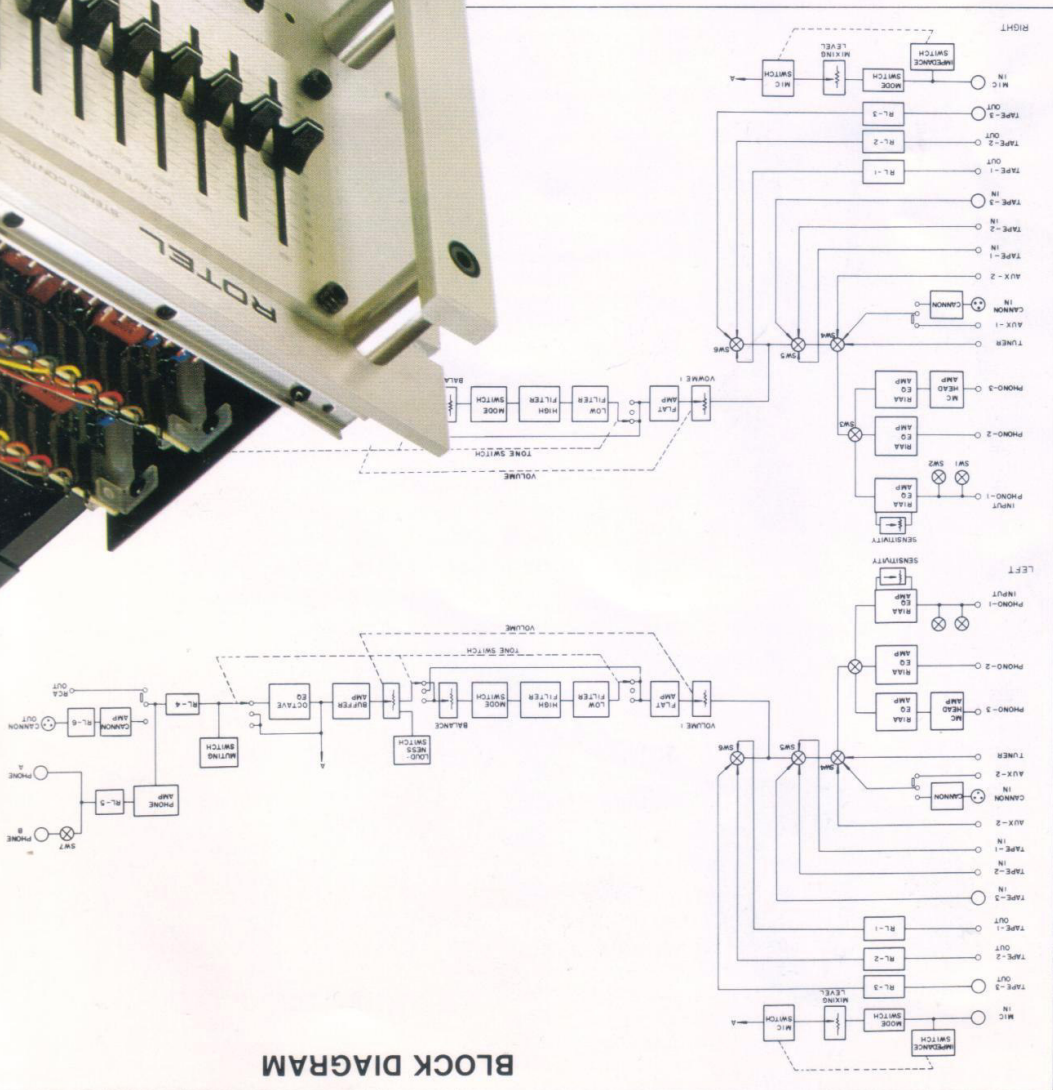 BLOCK DIAGRAM
IMPEDANCE
SWITCH
MIC
IN
MODE
SWITCH
MIXING
LEVEL
MIC
SWITCH
A
TAPE-3
OUT
RL-3
TAPE-2
OUT
RL-2
TAPE-1
OUT
RL-1
TAPE-3
IN
TAPE-2
IN
TAPE-1
IN
AUX-2
CANNON
IN
CANNON
AUX-2
TUNER
SW4
SW5
SW6
PHONO-3
MC
HEAD
AMP
RIAA
EQ
AMP
PHONO-2
RIAA
EQ
AMP
PHONO-1
INPUT
RIAA
EQ
AMP
SENSITIVITY
LEFT
VOLUME I
FLAT
AMP
LOW
FILTER
HIGH
FILTER
MODE
SWITCH
BALANCE
LOUD-
NESS
SWITCH
BUFFER
AMP
A
OCTAVE
EQ
MUTING
SWITCH
RL-4
PHONE
AMP
RL-5
SW7
PHONE
B
PHONE
A
CANNON
AMP
RL-6
CANNON
OUT
RCA
OUT
TONE SWITCH
VOLUME
SENSITIVITY
INPUT
PHONO-1
SW1
SW2
RIAA
EQ
AMP
PHONO-2
RIAA
EQ
AMP
SW3
PHONO-3
MC
HEAD
AMP
RIAA
EQ
AMP
VOLUME
TONE SWITCH
VOWME I
FLAT
AMP
LOW
FILTER
HIGH
FILTER
MODE
SWITCH
BALA
TUNER
AUX-1
CANNON
IN
CANNON
SW4
SW5
SW6
AUX-2
TAPE-1
IN
TAPE-2
IN
TAPE-3
IN
TAPE-1
OUT
RL-1
TAPE-2
OUT
RL-2
TAPE-3
OUT
RL-3
MIC
IN
IMPEDANCE
SWITCH
MODE
SWITCH
MIXING
LEVEL
MIC
SWITCH
A
RIGHT
ROTEL
STEREO CONTROL